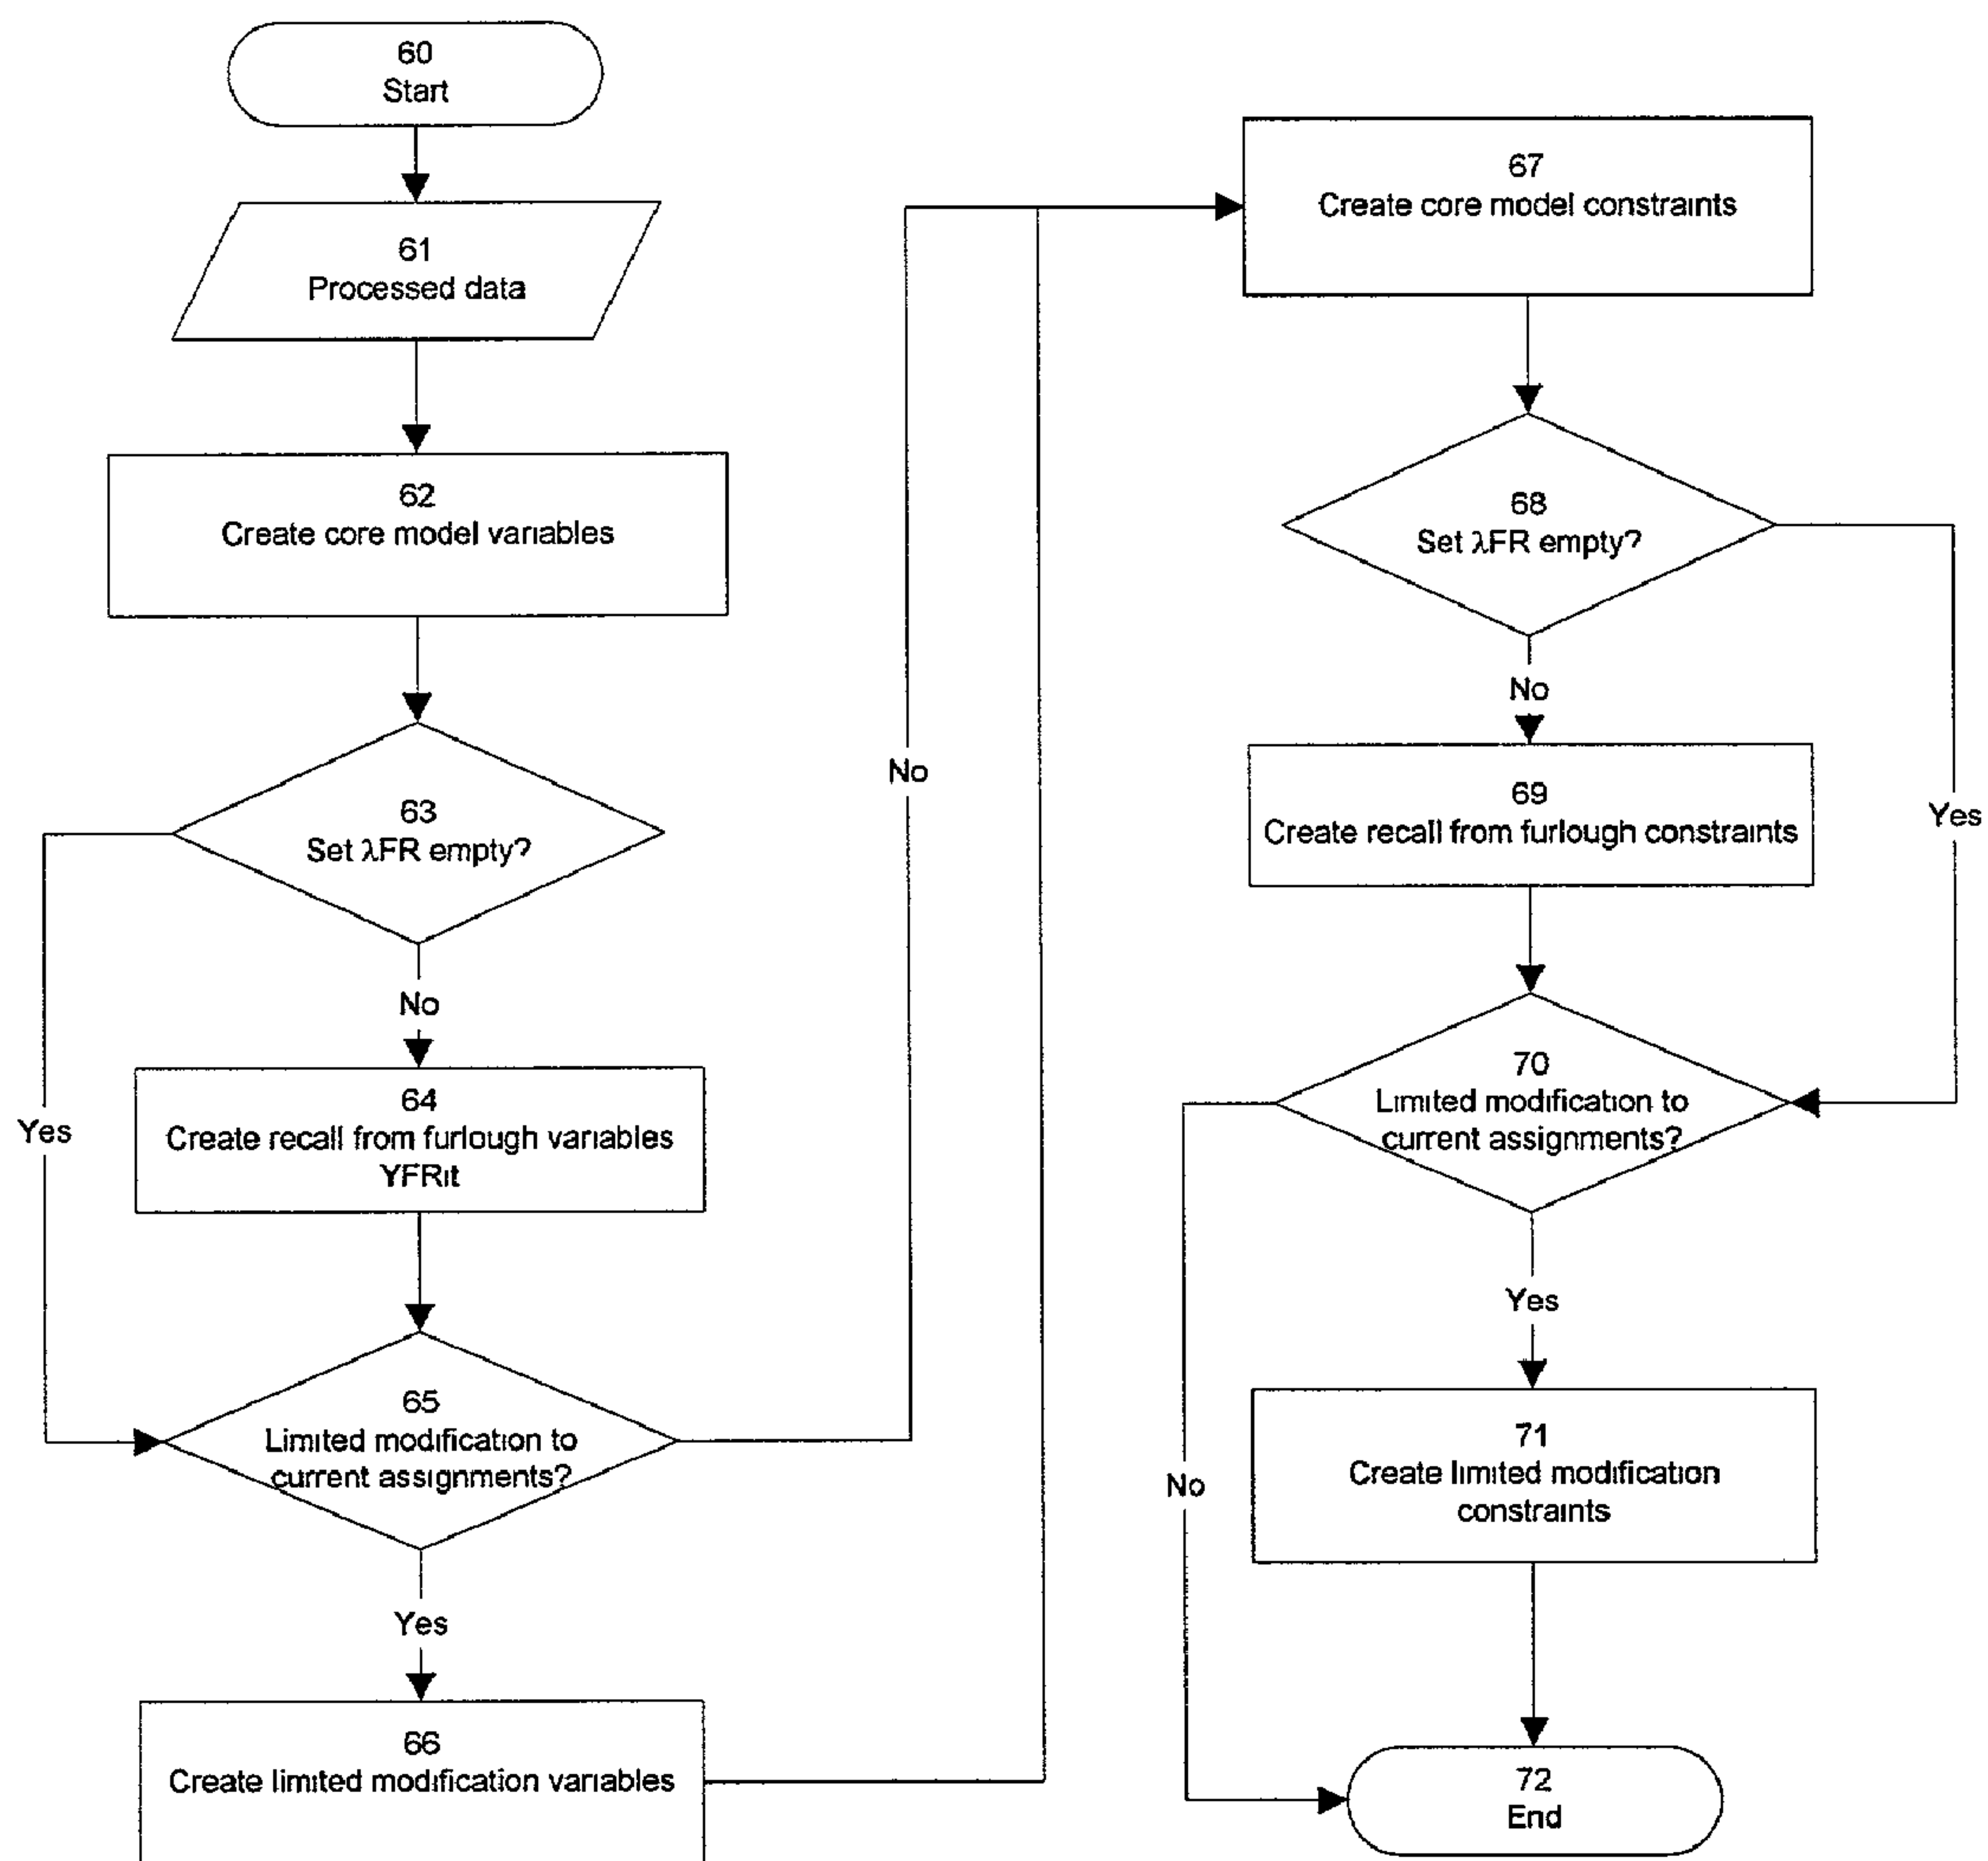 60
Start
61
Processed data
62
Create core model variables
63
Set λFR empty?
No
Yes
64
Create recall from furlough variables
YFRit
65
Limited modification to
current assignments?
No
Yes
66
Create limited modification variables
67
Create core model constraints
68
Set λFR empty?
No
Yes
69
Create recall from furlough constraints
70
Limited modification to
current assignments?
Yes
No
71
Create limited modification
constraints
72
End